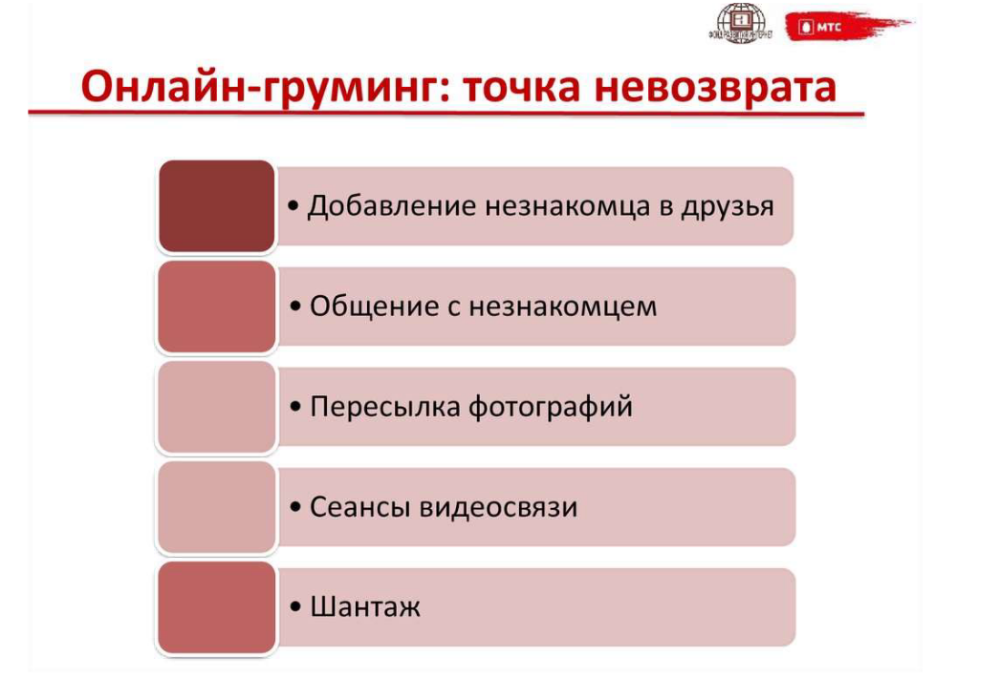 МТС
Онлайн-груминг: точка невозврата
• Добавление незнакомца в друзья
• Общение с незнакомцем
• Пересылка фотографий
• Сеансы видеосвязи
• Шантаж